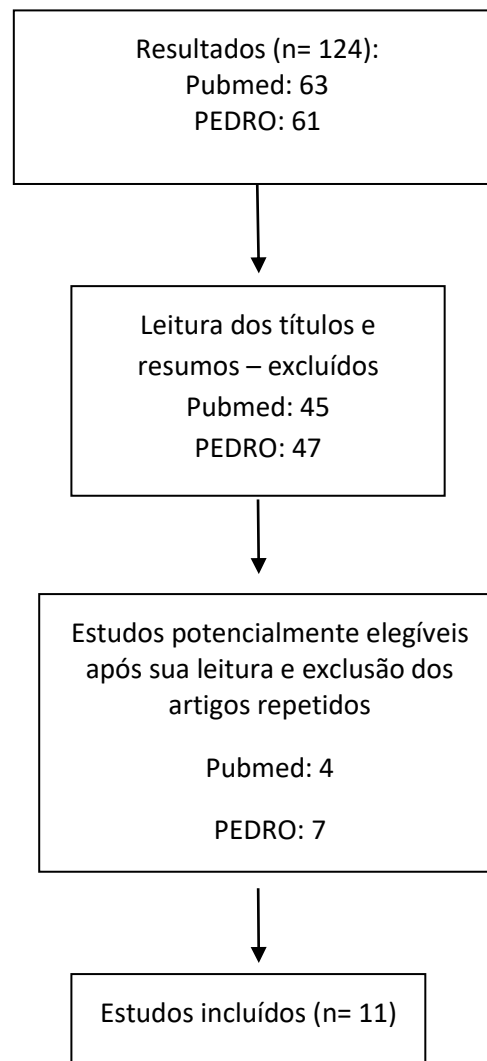 Resultados (n= 124):
Pubmed: 63
PEDRO: 61
Leitura dos títulos e
resumos – excluídos
Pubmed: 45
PEDRO: 47
Estudos potencialmente elegíveis
após sua leitura e exclusão dos
artigos repetidos
Pubmed: 4
PEDRO: 7
Estudos incluídos (n= 11)